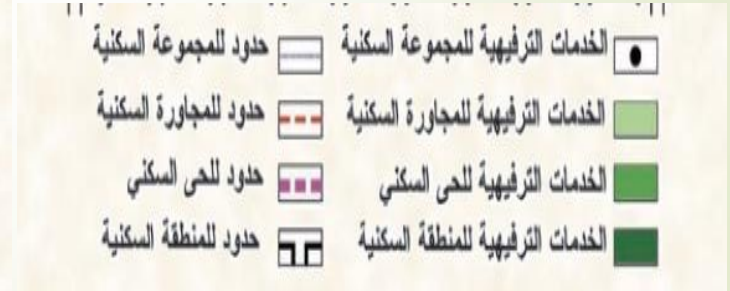 الخدمات الترفيهية للمجموعة السكنية
حدود للمجموعة السكنية
الخدمات الترفيهية للمجاورة السكنية
حدود للمجاورة السكنية
الخدمات الترفيهية للحى السكني
حدود للحى السكني
الخدمات الترفيهية للمنطقة السكنية
حدود للمنطقة السكنية